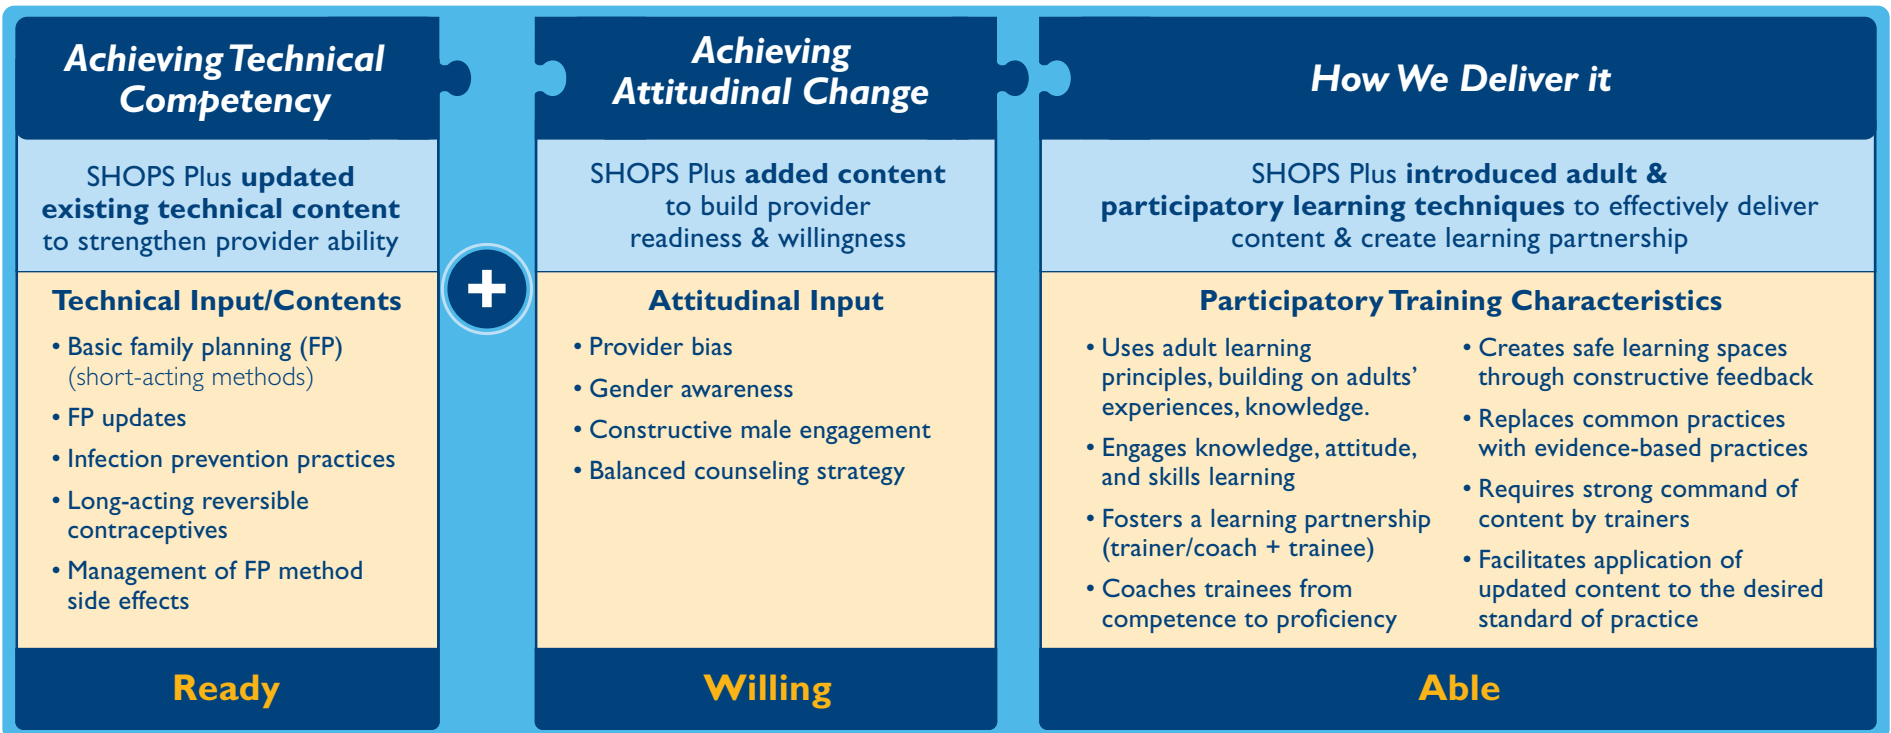 Achieving Technical
Competency
SHOPS Plus updated
existing technical content
to strengthen provider ability
Technical Input/Contents
• Basic family planning (FP)
(short-acting methods)
• FP updates
• Infection prevention practices
• Long-acting reversible
contraceptives
• Management of FP method
side effects
Ready
+
Achieving
Attitudinal Change
SHOPS Plus added content
to build provider
readiness & willingness
Attitudinal Input
• Provider bias
• Gender awareness
• Constructive male engagement
• Balanced counseling strategy
Willing
How We Deliver it
SHOPS Plus introduced adult &
participatory learning techniques to effectively deliver
content & create learning partnership
Participatory Training Characteristics
• Uses adult learning
principles, building on adults’
experiences, knowledge.
• Engages knowledge, attitude,
and skills learning
• Fosters a learning partnership
(trainer/coach + trainee)
• Coaches trainees from
competence to proficiency
• Creates safe learning spaces
through constructive feedback
• Replaces common practices
with evidence-based practices
• Requires strong command of
content by trainers
• Facilitates application of
updated content to the desired
standard of practice
Able